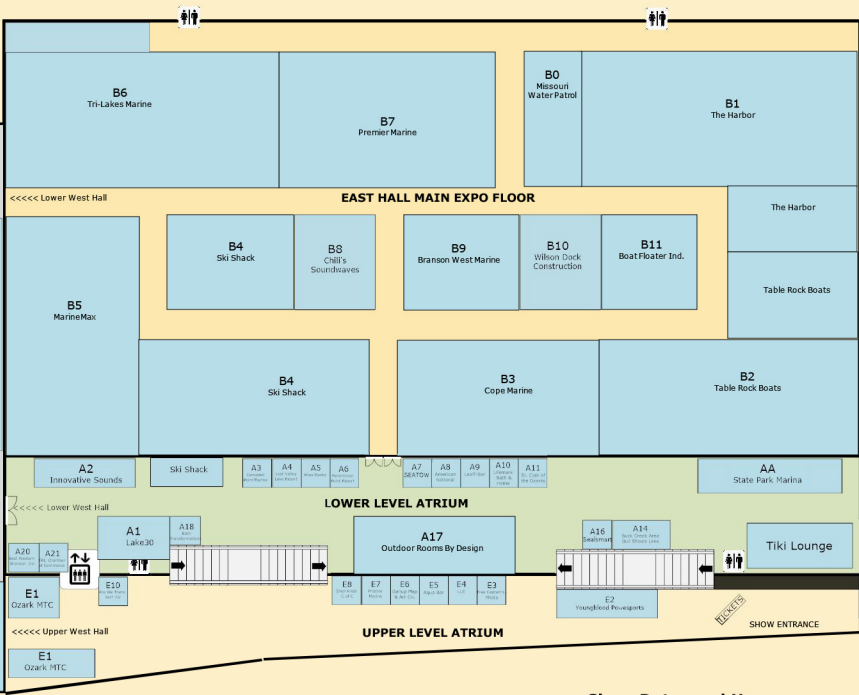 B6
Tri-Lakes Marine
B7
Premier Marine
B0
Missouri
Water Patrol
B1
The Harbor
<<<<< Lower West Hall
EAST HALL MAIN EXPO FLOOR
The Harbor
B4
Ski Shack
B8
Chili's
Soundwaves
B9
Branson West Marine
B10
Wilson Dock
Construction
B11
Boat Floater Ind.
B5
MarineMax
Table Rock Boats
B4
Ski Shack
B3
Cope Marine
B2
Table Rock Boats
A2
Innovative Sounds
Ski Shack
A3
A4
A5
A6
A7
SEATOW
A8
American
National
A9
A10
A11
AA
State Park Marina
<<<<< Lower West Hall
LOWER LEVEL ATRIUM
A1
Lake30
A18
A17
Outdoor Rooms By Design
A16
Sealsmart
A14
Tiki Lounge
A20
A21
E1
Ozark MTC
E10
E8
E7
E6
E5
Aqua Bar
E4
E3
E2
Youngblood Powersports
TICKETS
SHOW ENTRANCE
<<<<< Upper West Hall
UPPER LEVEL ATRIUM
E1
Ozark MTC